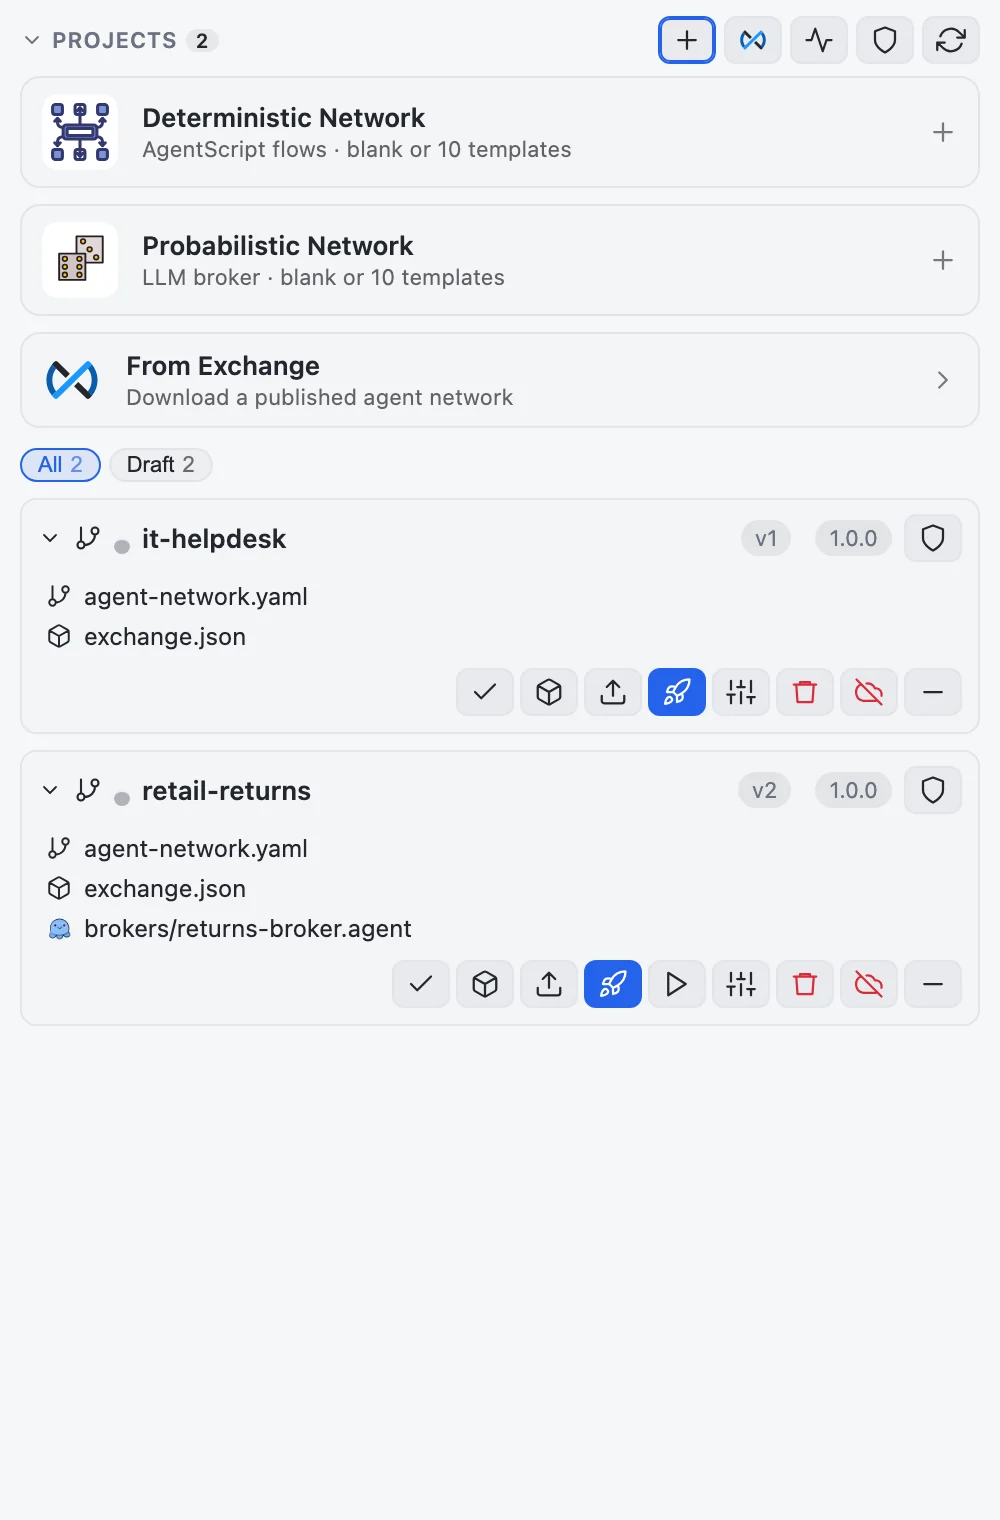 PROJECTS 2
Deterministic Network
AgentScript flows · blank or 10 templates
Probabilistic Network
LLM broker · blank or 10 templates
From Exchange
Download a published agent network
All 2 Draft 2
it-helpdesk v1 1.0.0
agent-network.yaml
exchange.json
retail-returns v2 1.0.0
agent-network.yaml
exchange.json
brokers/returns-broker.agent